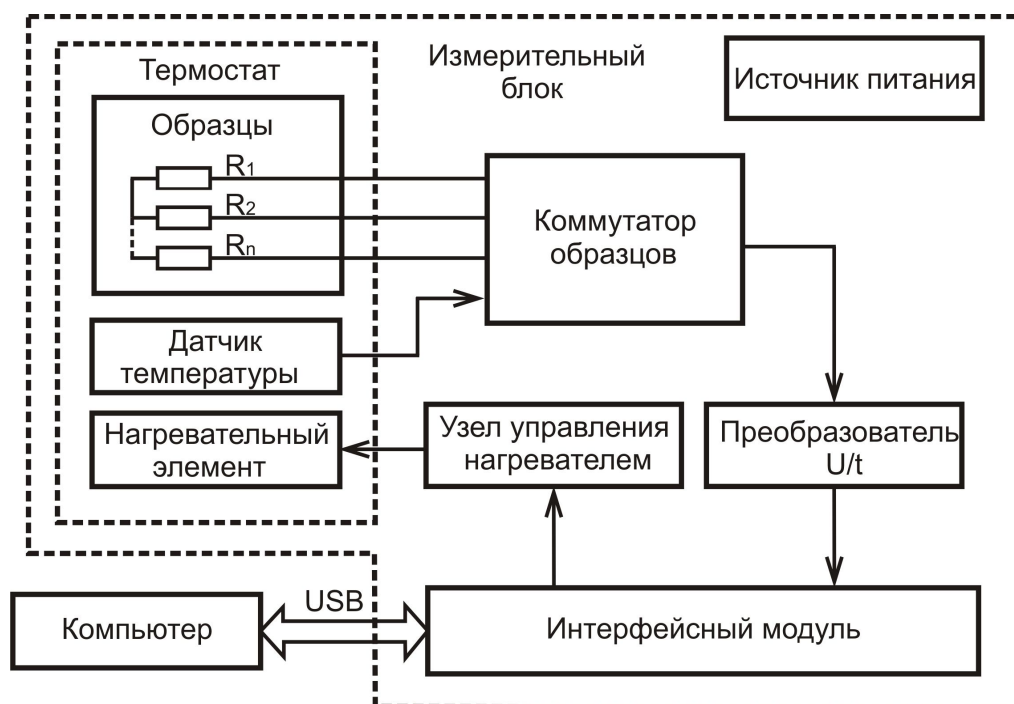 Термостат
Измерительный
блок
Источник питания
Образцы
R1
R2
Rn
Коммутатор
образцов
Датчик
температуры
Нагревательный
элемент
Узел управления
нагревателем
Преобразователь
U/t
Компьютер
USB
Интерфейсный модуль